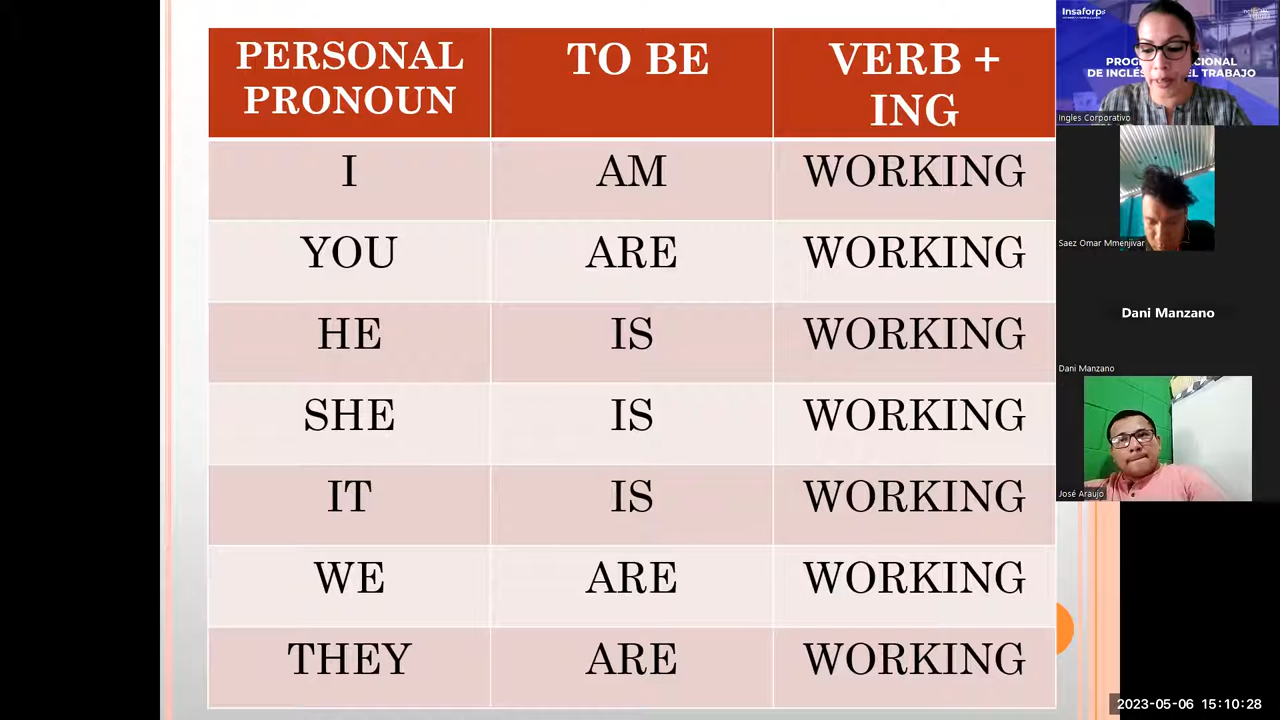 PERSONAL PRONOUN
TO BE
VERB + ING
I AM WORKING
YOU ARE WORKING
HE IS WORKING
SHE IS WORKING
IT IS WORKING
WE ARE WORKING
THEY ARE WORKING
Insaforp
DE INGLÉS
EL TRABAJO
Ingles Corporativo
Saez Omar Mmenjivar
Dani Manzano
Dani Manzano
José Araujo
2023-05-06 15:10:28